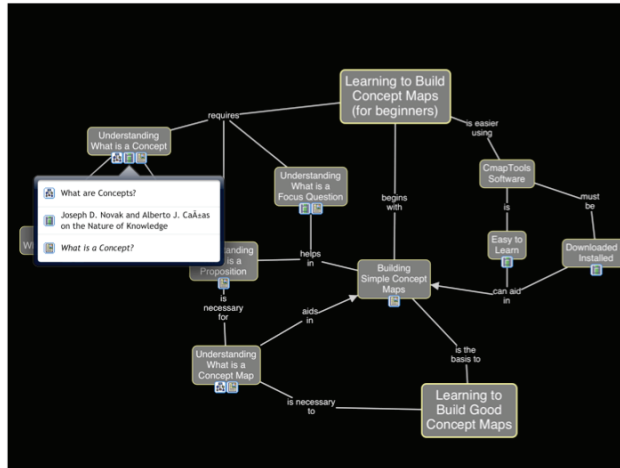 Learning to Build
Concept Maps
(for beginners)
requires
is easier
using
Understanding
What is a Concept
CmapTools
Software
Understanding
What is a
Focus Question
What are Concepts?
Joseph D. Novak and Alberto J. CaÃ±as
on the Nature of Knowledge
What is a Concept?
begins
with
is
must
be
Easy to
Learn
Downloaded
Installed
is a
Proposition
helps
in
Building
Simple Concept
Maps
can aid
in
is
necessary
for
aids
in
Understanding
What is a
Concept Map
is the
basis to
is necessary
to
Learning to
Build Good
Concept Maps